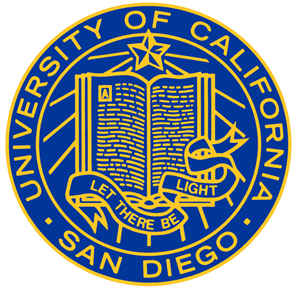 UNIVERSITY OF CALIFORNIA
A
LET THERE BE LIGHT
· SAN DIEGO ·